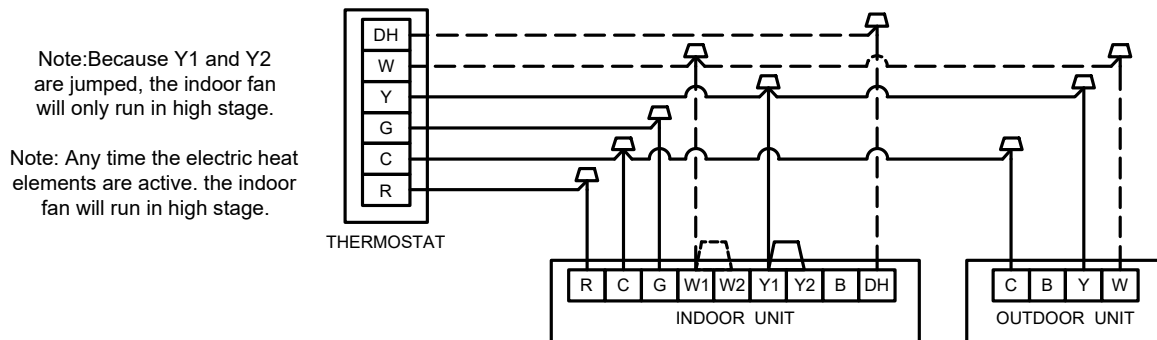 Note:Because Y1 and Y2
are jumped, the indoor fan
will only run in high stage.
Note: Any time the electric heat
elements are active. the indoor
fan will run in high stage.
DH
W
Y
G
C
R
THERMOSTAT
R C G W1 W2 Y1 Y2 B DH
INDOOR UNIT
C B Y W
OUTDOOR UNIT